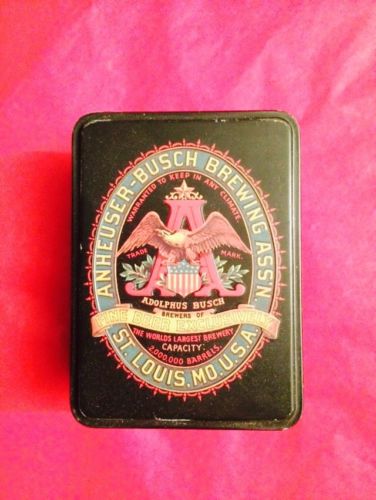 ANHEUSER-BUSCH BREWING ASSN.
WARRANTED TO KEEP IN ANY CLIMATE.
A
TRADE MARK.
ADOLPHUS BUSCH
BREWERS OF
FINE BEER EXCLUSIVELY
THE WORLDS LARGEST BREWERY
CAPACITY:
2,000,000 BARRELS.
ST. LOUIS, MO. U.S.A.